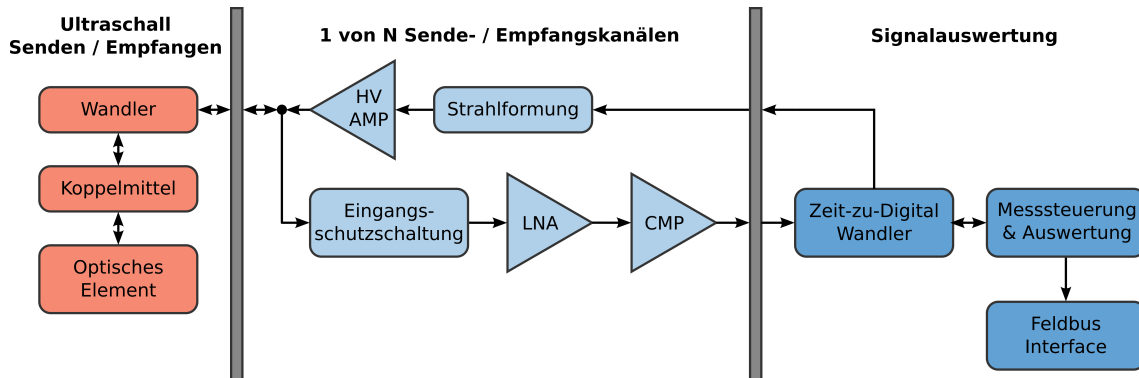 Ultraschall
Senden / Empfangen
1 von N Sende- / Empfangskanälen
Signalauswertung
Wandler
HV
AMP
Strahlformung
Koppelmittel
Eingangs-
schutzschaltung
LNA
CMP
Zeit-zu-Digital
Wandler
Messsteuerung
& Auswertung
Optisches
Element
Feldbus
Interface